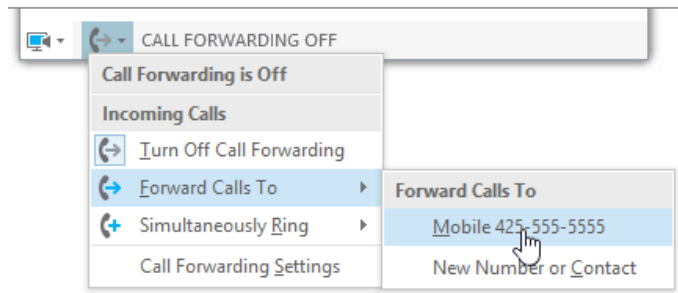 CALL FORWARDING OFF
Call Forwarding is Off
Incoming Calls
Turn Off Call Forwarding
Forward Calls To
Simultaneously Ring
Call Forwarding Settings
Forward Calls To
Mobile 425-555-5555
New Number or Contact